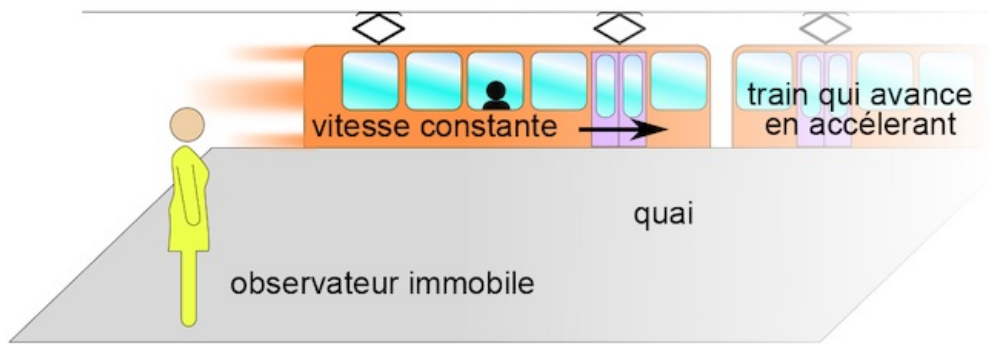 train qui avance
en accélerant
vitesse constante
quai
observateur immobile